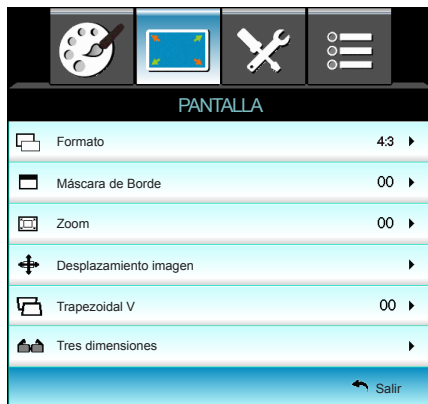 PANTALLA
Formato 4:3
Máscara de Borde 00
Zoom 00
Desplazamiento imagen
Trapezoidal V 00
Tres dimensiones
Salir